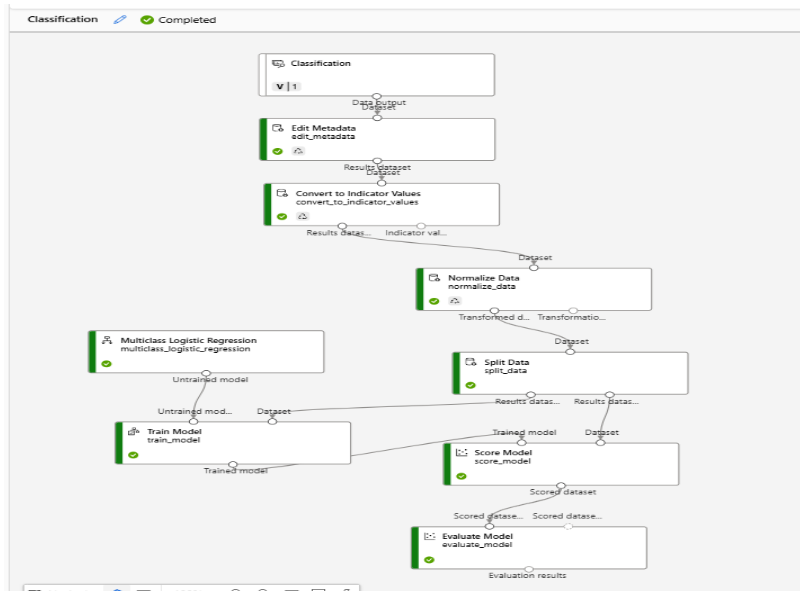 Classification
Completed
Classification
V | 1
Data output
Dataset
Edit Metadata
edit_metadata
Results dataset
Dataset
Convert to Indicator Values
convert_to_indicator_values
Results datas... Indicator val...
Dataset
Normalize Data
normalize_data
Transformed d... Transformatio...
Dataset
Multiclass Logistic Regression
multiclass_logistic_regression
Untrained model
Split Data
split_data
Results datas... Results datas...
Untrained mod... Dataset
Train Model
train_model
Trained model
Trained model Dataset
Score Model
score_model
Scored dataset
Scored datase... Scored datase...
Evaluate Model
evaluate_model
Evaluation results